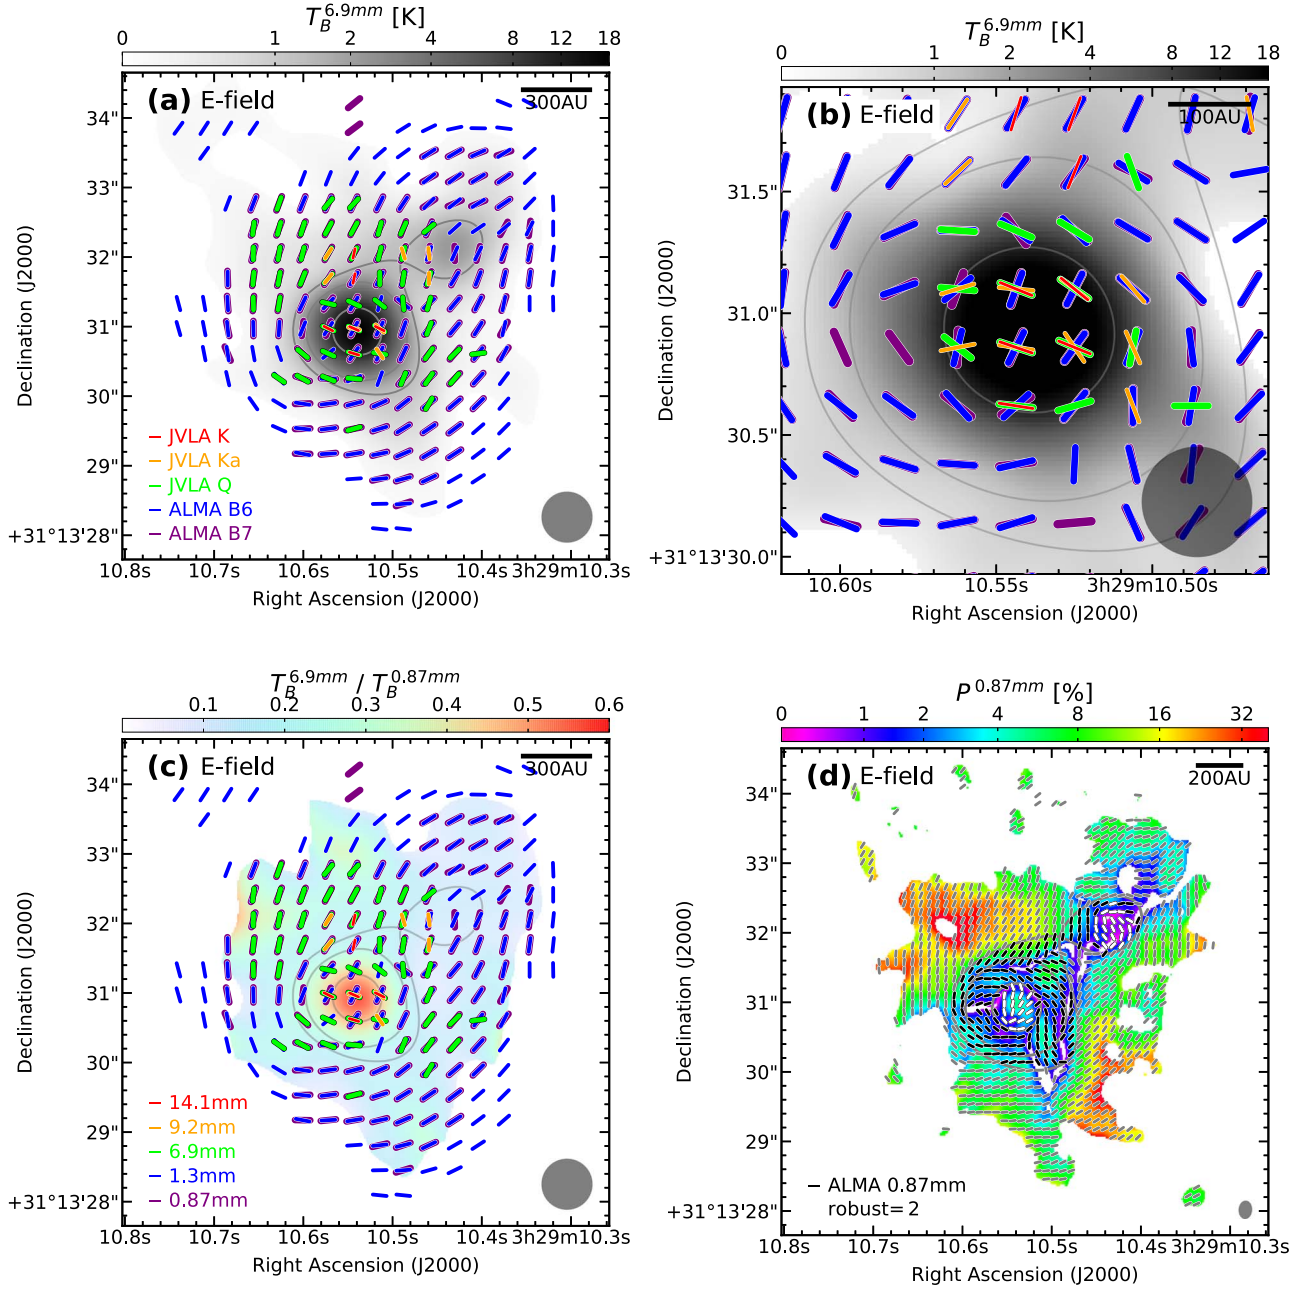 T_B^{6.9mm} [K]
0 1 2 4 8 12 18
(a) E-field
300AU
34"
33"
32"
31"
30"
29"
+31°13'28"
Declination (J2000)
JVLA K
JVLA Ka
JVLA Q
ALMA B6
ALMA B7
10.8s 10.7s 10.6s 10.5s 10.4s 3h29m10.3s
Right Ascension (J2000)
T_B^{6.9mm} [K]
0 1 2 4 8 12 18
(b) E-field
100AU
31.5"
31.0"
30.5"
+31°13'30.0"
Declination (J2000)
10.60s 10.55s 3h29m10.50s
Right Ascension (J2000)
T_B^{6.9mm} / T_B^{0.87mm}
0.1 0.2 0.3 0.4 0.5 0.6
(c) E-field
300AU
34"
33"
32"
31"
30"
29"
+31°13'28"
Declination (J2000)
14.1mm
9.2mm
6.9mm
1.3mm
0.87mm
10.8s 10.7s 10.6s 10.5s 10.4s 3h29m10.3s
Right Ascension (J2000)
P^{0.87mm} [%]
0 1 2 4 8 16 32
(d) E-field
200AU
34"
33"
32"
31"
30"
29"
+31°13'28"
Declination (J2000)
ALMA 0.87mm
robust=2
10.8s 10.7s 10.6s 10.5s 10.4s 3h29m10.3s
Right Ascension (J2000)